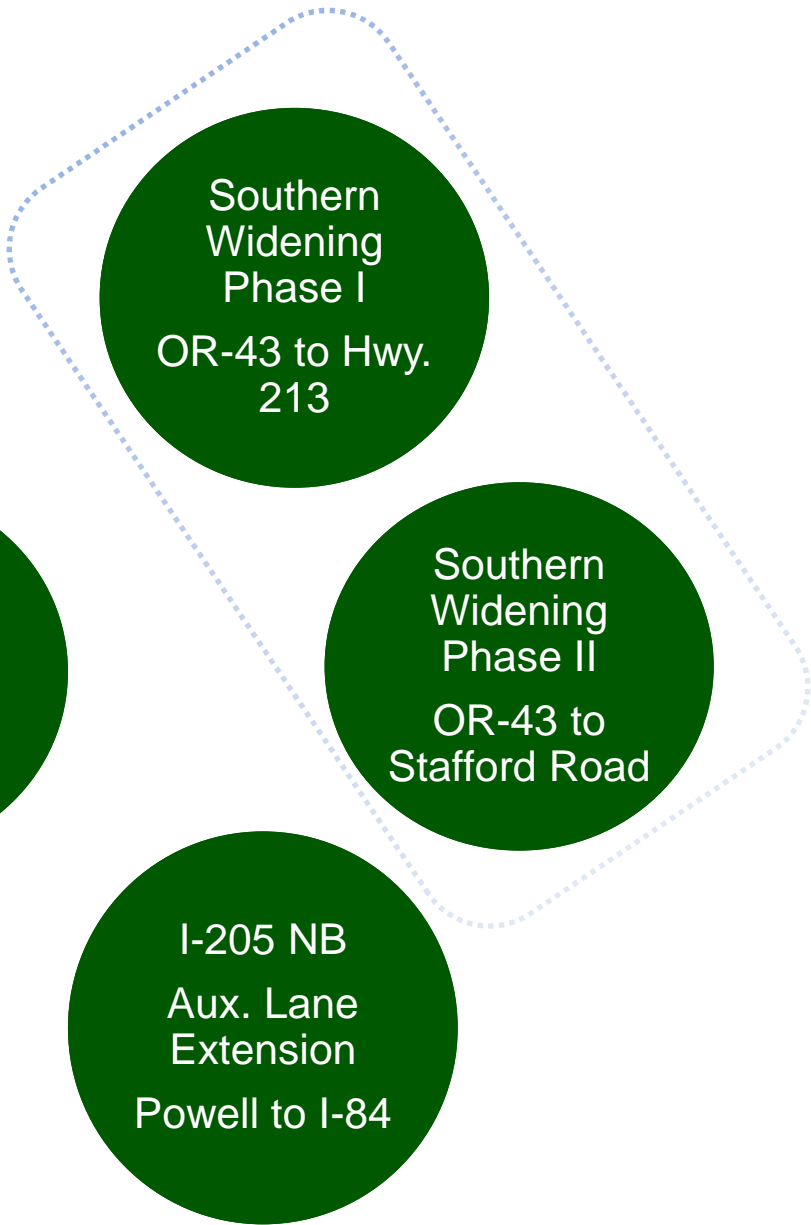 Southern
Widening
Phase I
OR-43 to Hwy.
213
Southern
Widening
Phase II
OR-43 to
Stafford Road
I-205 NB
Aux. Lane
Extension
Powell to I-84